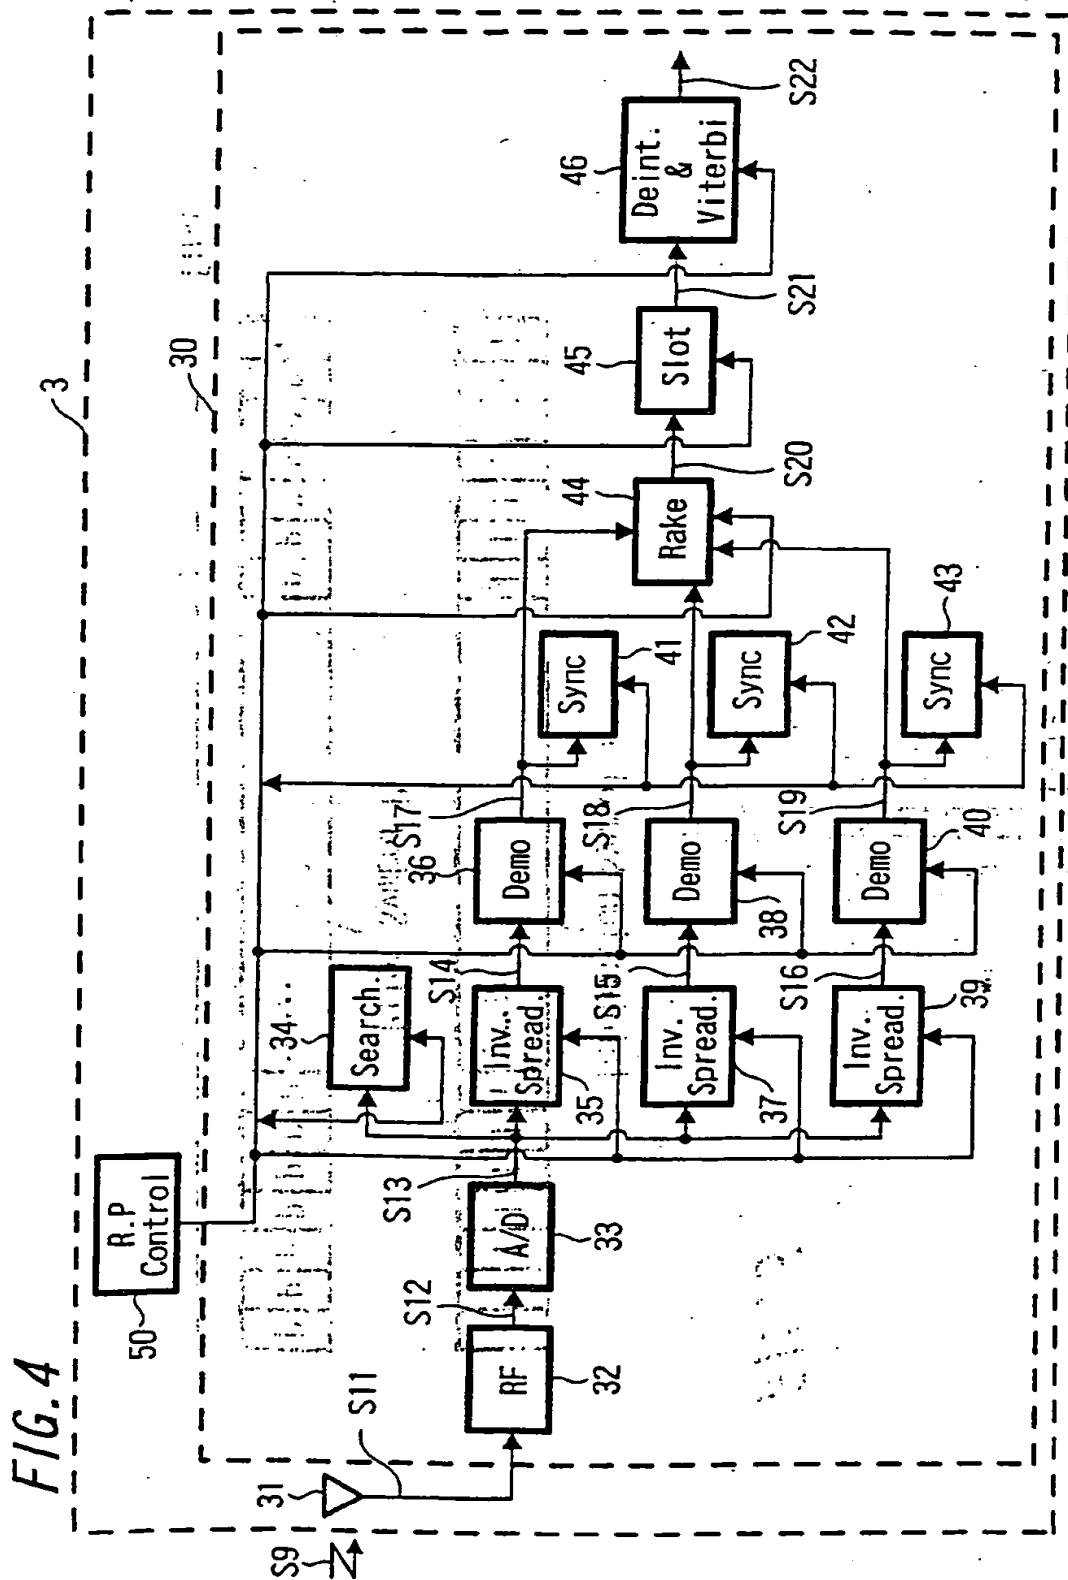 FIG. 4
3
30
50
R.P
Control
S9
31
S11
RF
32
S12
A/D
33
S13
34
Search.
Inv.
Spread.
35
S14
Inv.
Spread.
37
S15
Inv.
Spread.
39
S16
36
Demo
S17
Demo
38
S18
Demo
40
S19
Sync
41
Sync
42
Sync
43
44
Rake
S20
45
Slot
S21
46
Deint.
&
Viterbi
S22